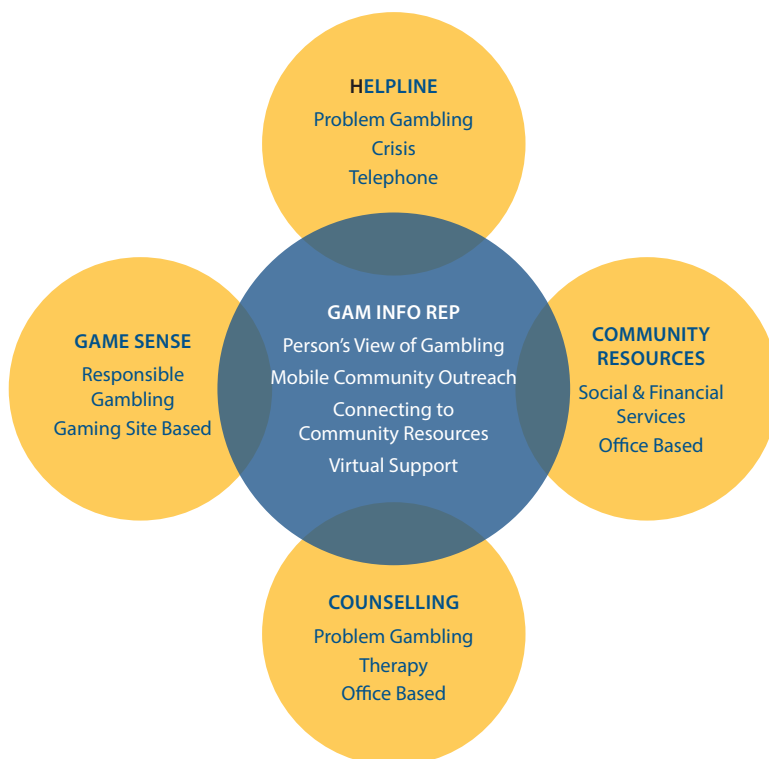 HELPLINE
Problem Gambling
Crisis
Telephone
GAME SENSE
Responsible
Gambling
Gaming Site Based
GAM INFO REP
Person's View of Gambling
Mobile Community Outreach
Connecting to
Community Resources
Virtual Support
COMMUNITY
RESOURCES
Social & Financial
Services
Office Based
COUNSELLING
Problem Gambling
Therapy
Office Based